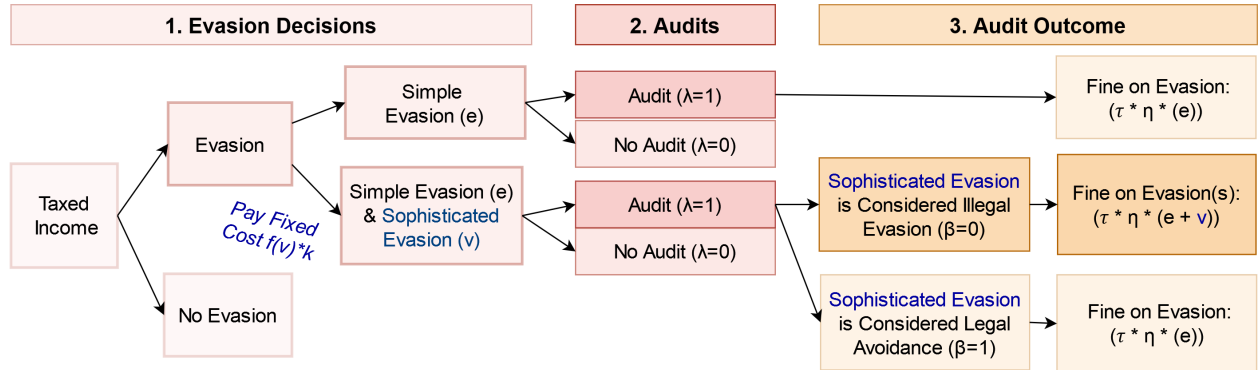 1. Evasion Decisions
2. Audits
3. Audit Outcome
Taxed
Income
Evasion
No Evasion
Pay Fixed
Cost f(v)*k
Simple
Evasion (e)
Simple Evasion (e)
& Sophisticated
Evasion (v)
Audit (λ=1)
No Audit (λ=0)
Audit (λ=1)
No Audit (λ=0)
Sophisticated Evasion
is Considered Illegal
Evasion (β=0)
Sophisticated Evasion
is Considered Legal
Avoidance (β=1)
Fine on Evasion:
(τ * η * (e))
Fine on Evasion(s):
(τ * η * (e + v))
Fine on Evasion:
(τ * η * (e))